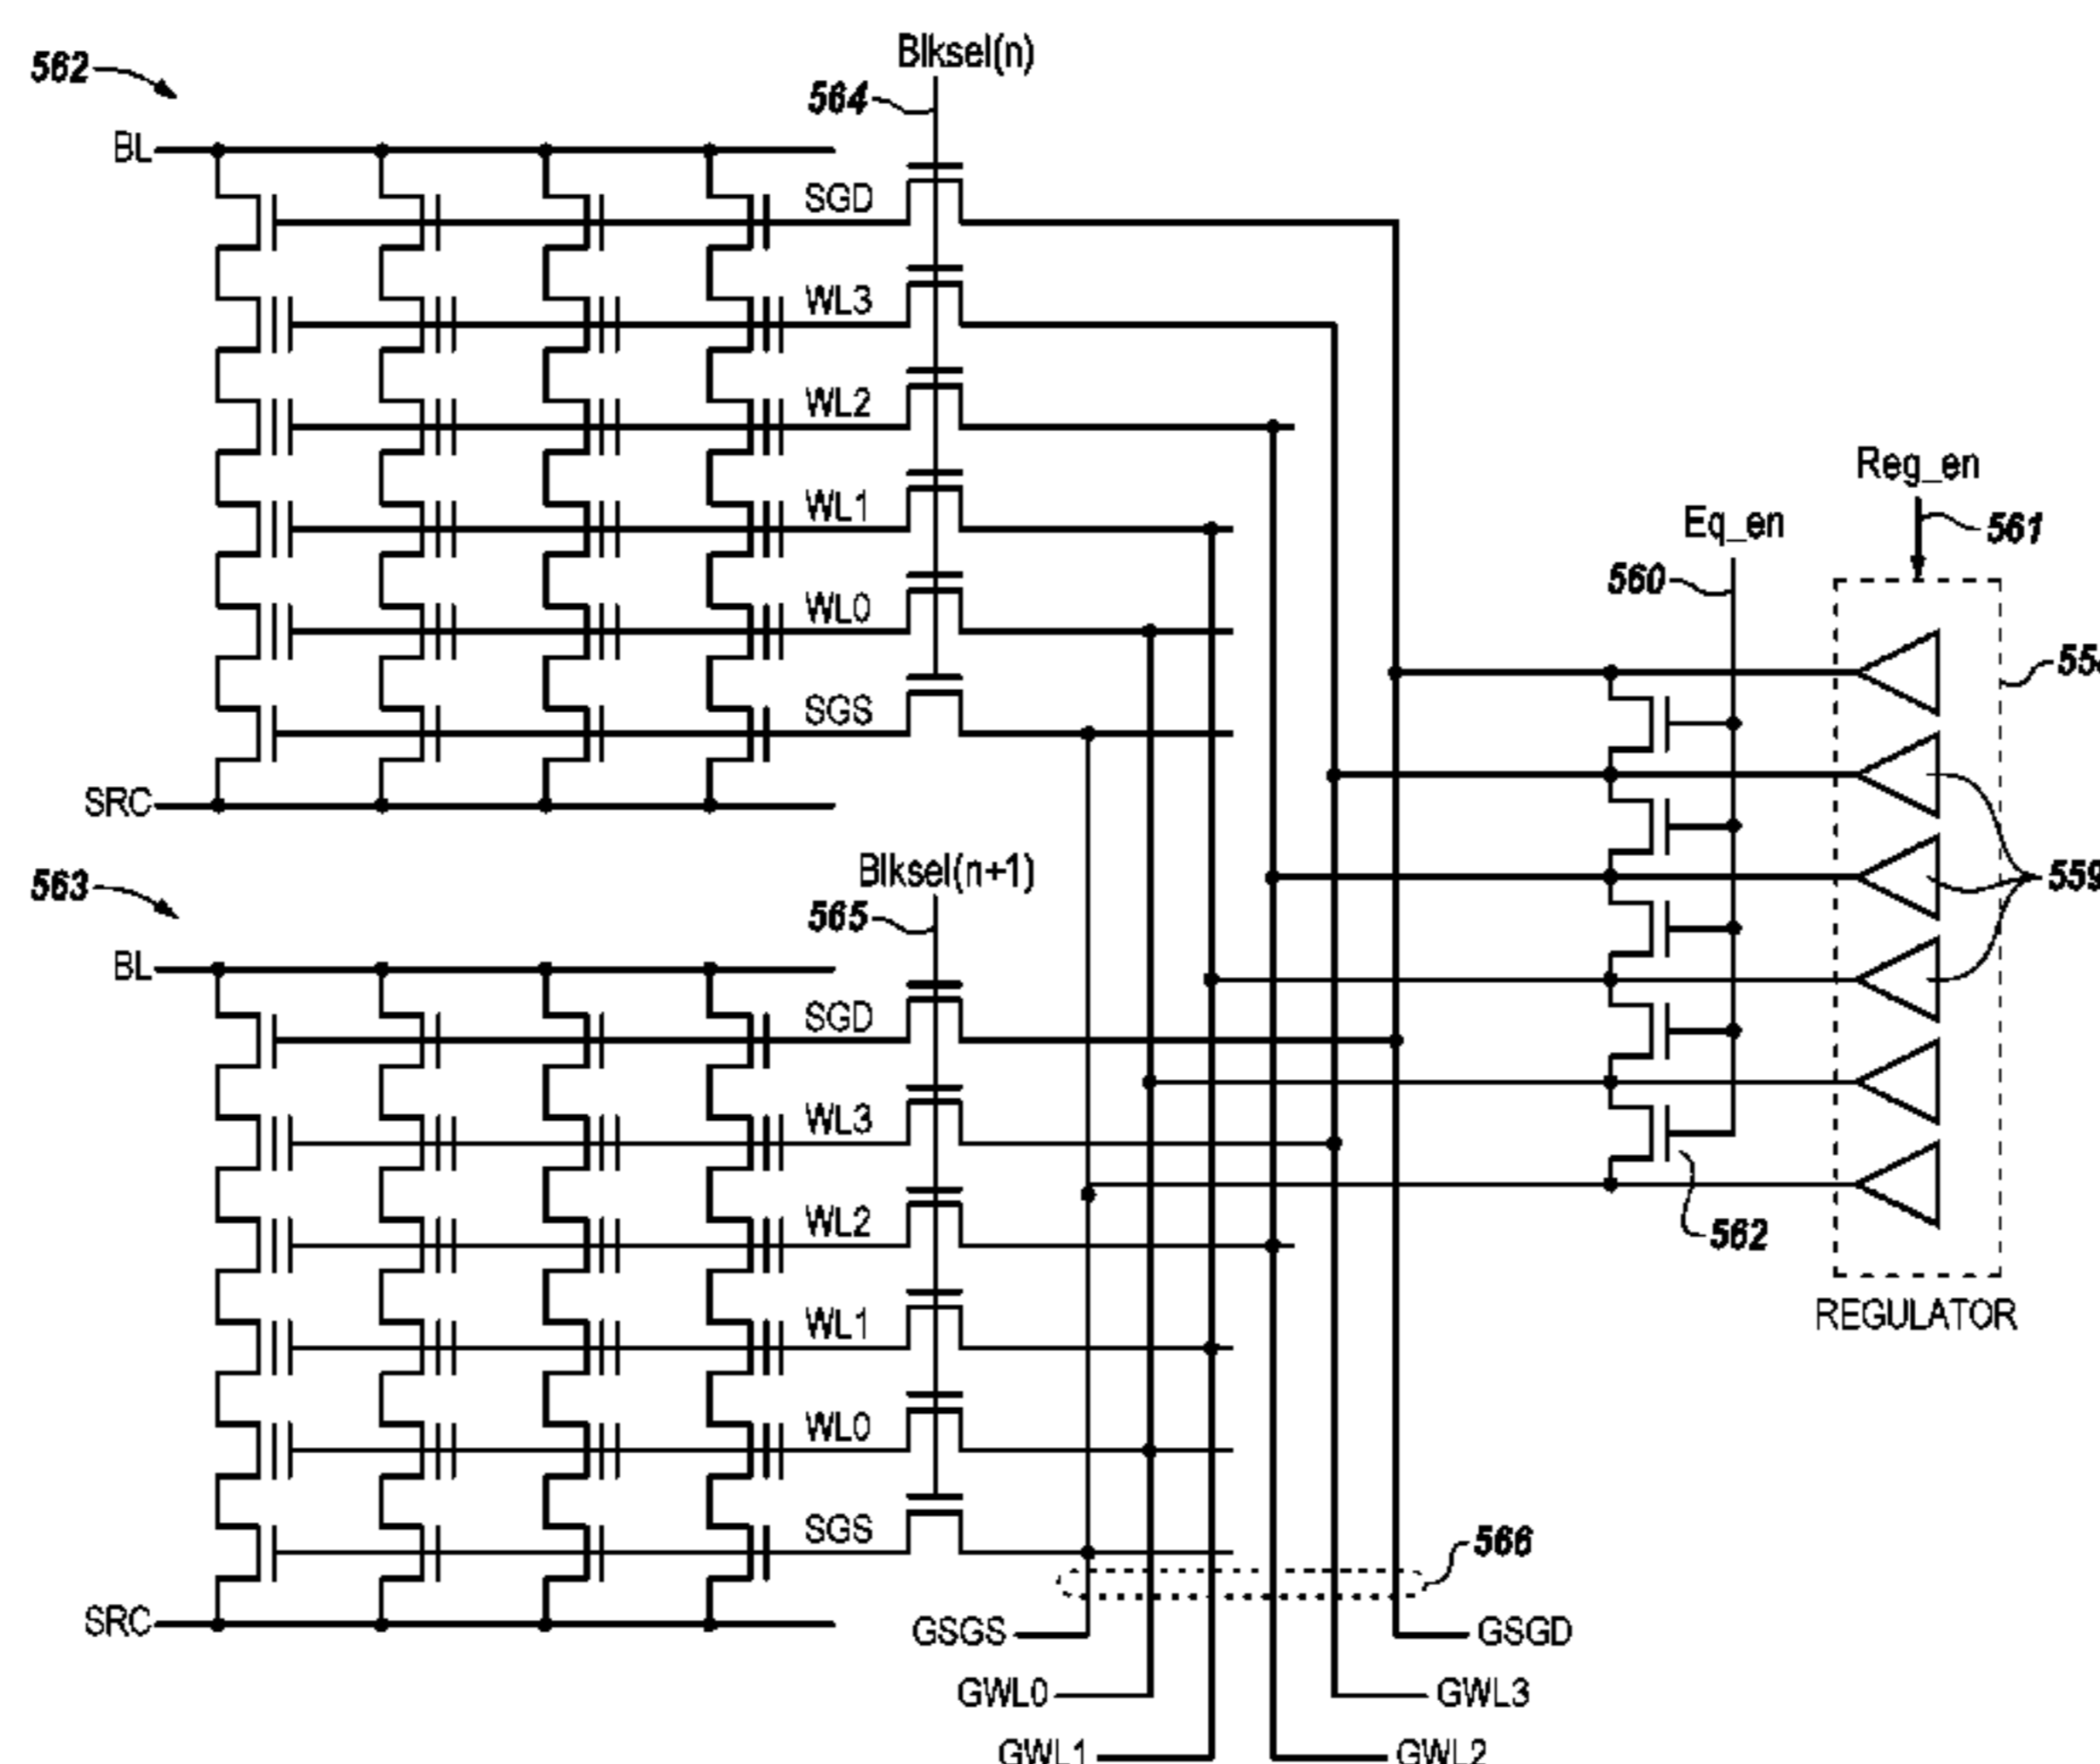 562
Blksel(n)
564
BL
SGD
WL3
WL2
WL1
WL0
SGS
SRC
Reg_en
561
Eq_en
560
559
562
REGULATOR
563
Blksel(n+1)
565
BL
SGD
WL3
WL2
WL1
WL0
SGS
SRC
566
GSGS
GSGD
GWL0
GWL3
GWL1
GWL2